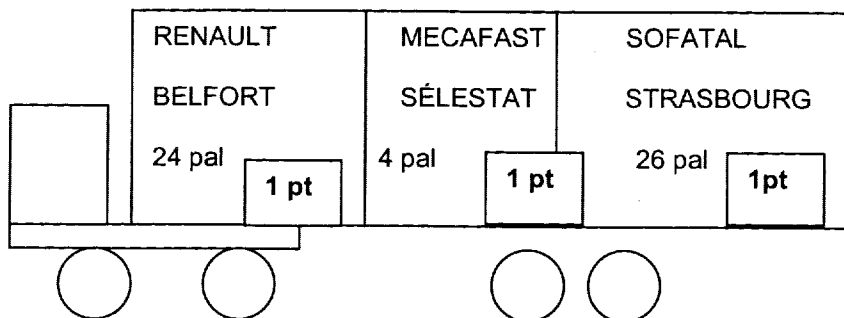 RENAULT
BELFORT
24 pal
1 pt
MECAFAST
SÉLESTAT
4 pal
1 pt
SOFATAL
STRASBOURG
26 pal
1pt